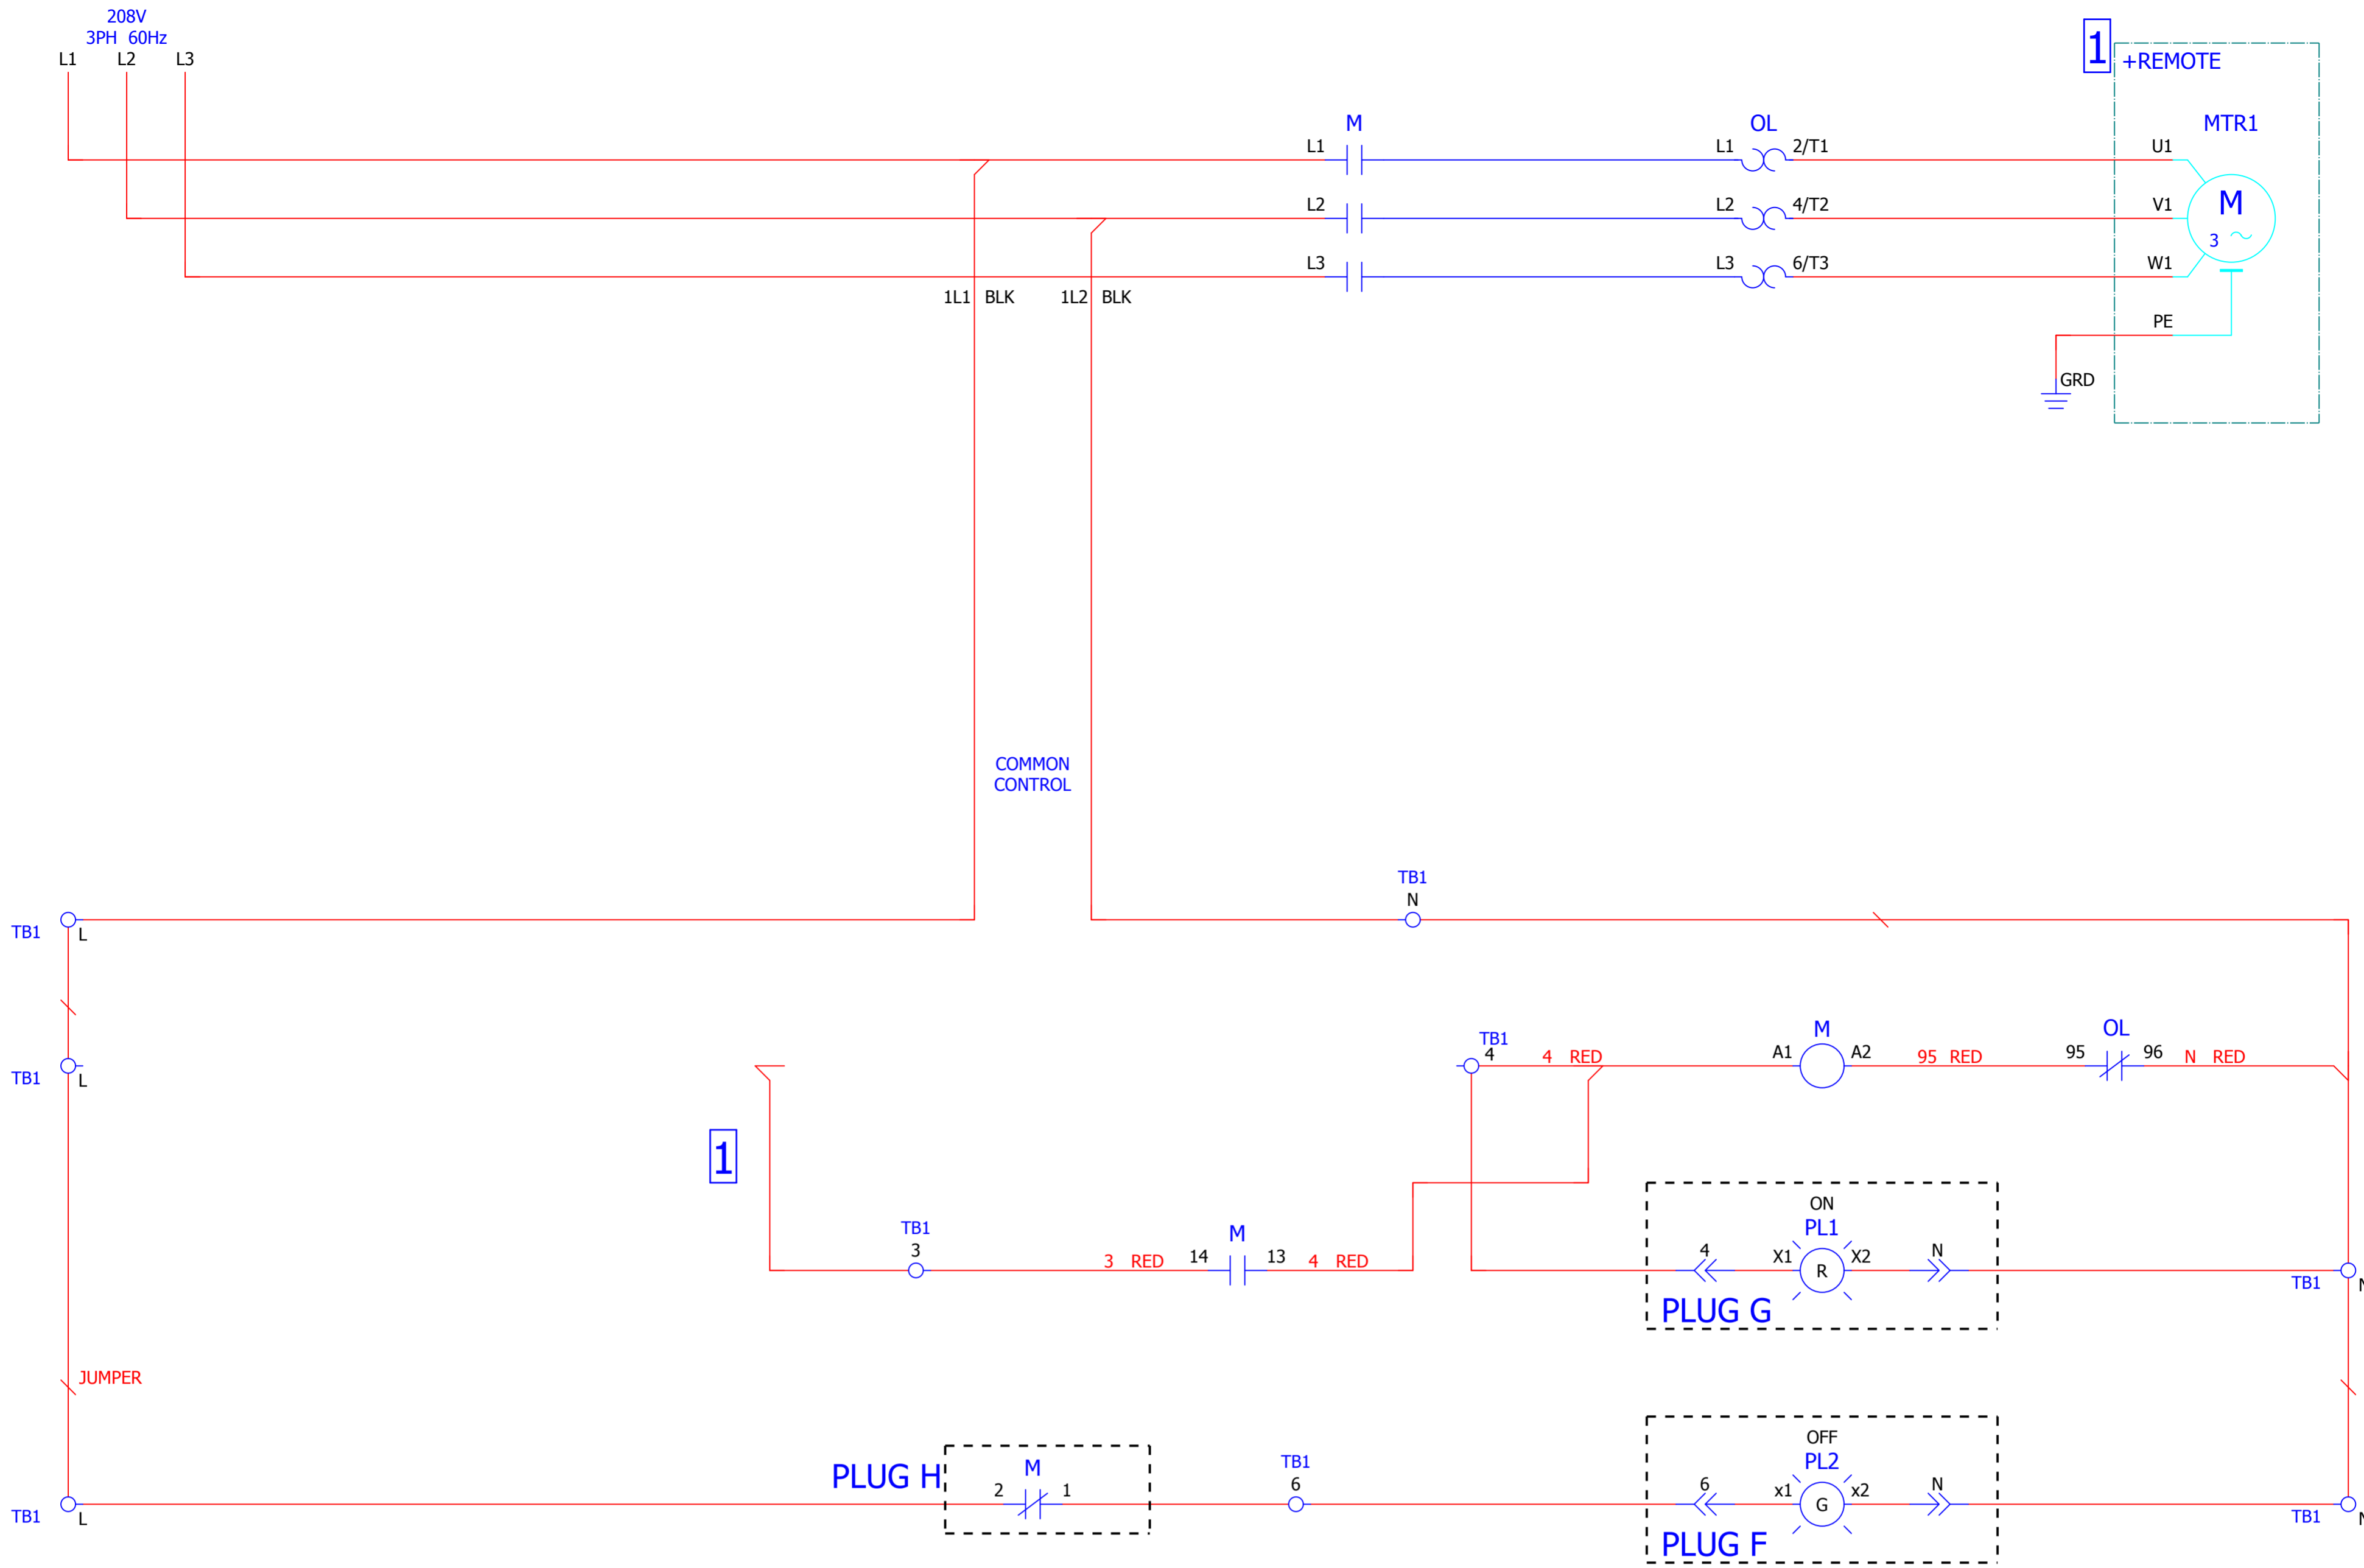 208V
3PH 60Hz
L1 L2 L3
1
+REMOTE
M OL MTR1
L1 L1 2/T1 U1
M
L2 L2 4/T2 V1
3
L3 L3 6/T3 W1
1L1 BLK 1L2 BLK
PE
GRD
COMMON
CONTROL
TB1
N
TB1 L
TB1
4
4 RED
M
A1 A2
95 RED
OL
95 96
N RED
TB1 L
1
TB1
3
3 RED
M
14 13
4 RED
ON
PL1
4 X1 R X2 N
PLUG G
TB1
JUMPER
PLUG H
M
2 1
TB1
6
OFF
PL2
6 x1 G x2 N
PLUG F
TB1 L
TB1